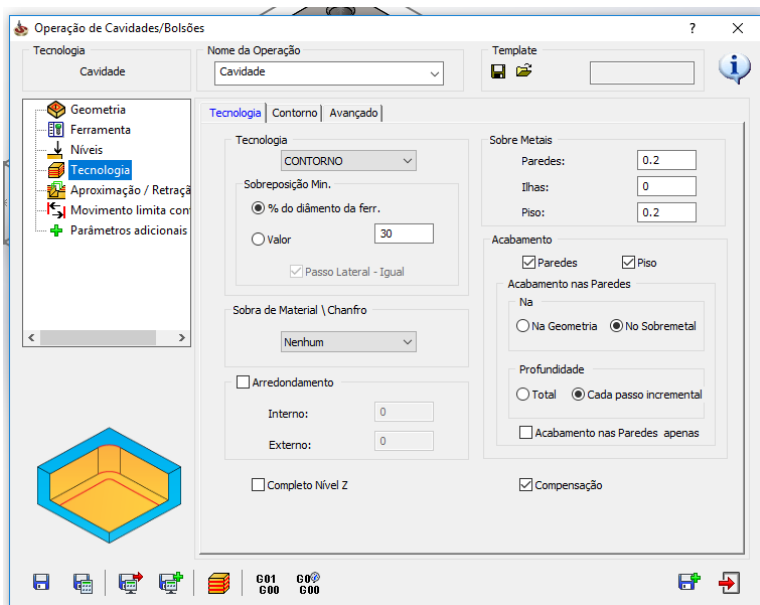 Operação de Cavidades/Bolsões
Tecnologia
Cavidade
Nome da Operação
Cavidade
Template
Geometria
Ferramenta
Níveis
Tecnologia
Aproximação / Retraçã
Movimento limita con
Parâmetros adicionais
Tecnologia Contorno Avançado
Tecnologia
CONTORNO
Sobreposição Min.
% do diâmento da ferr.
Valor
30
Passo Lateral - Igual
Sobra de Material \ Chanfro
Nenhum
Arredondamento
Interno: 0
Externo: 0
Completo Nível Z
Sobre Metais
Paredes: 0.2
Ilhas: 0
Piso: 0.2
Acabamento
Paredes Piso
Acabamento nas Paredes
Na
Na Geometria No Sobremetal
Profundidade
Total Cada passo incremental
Acabamento nas Paredes apenas
Compensação
G01 G00
G00 G00